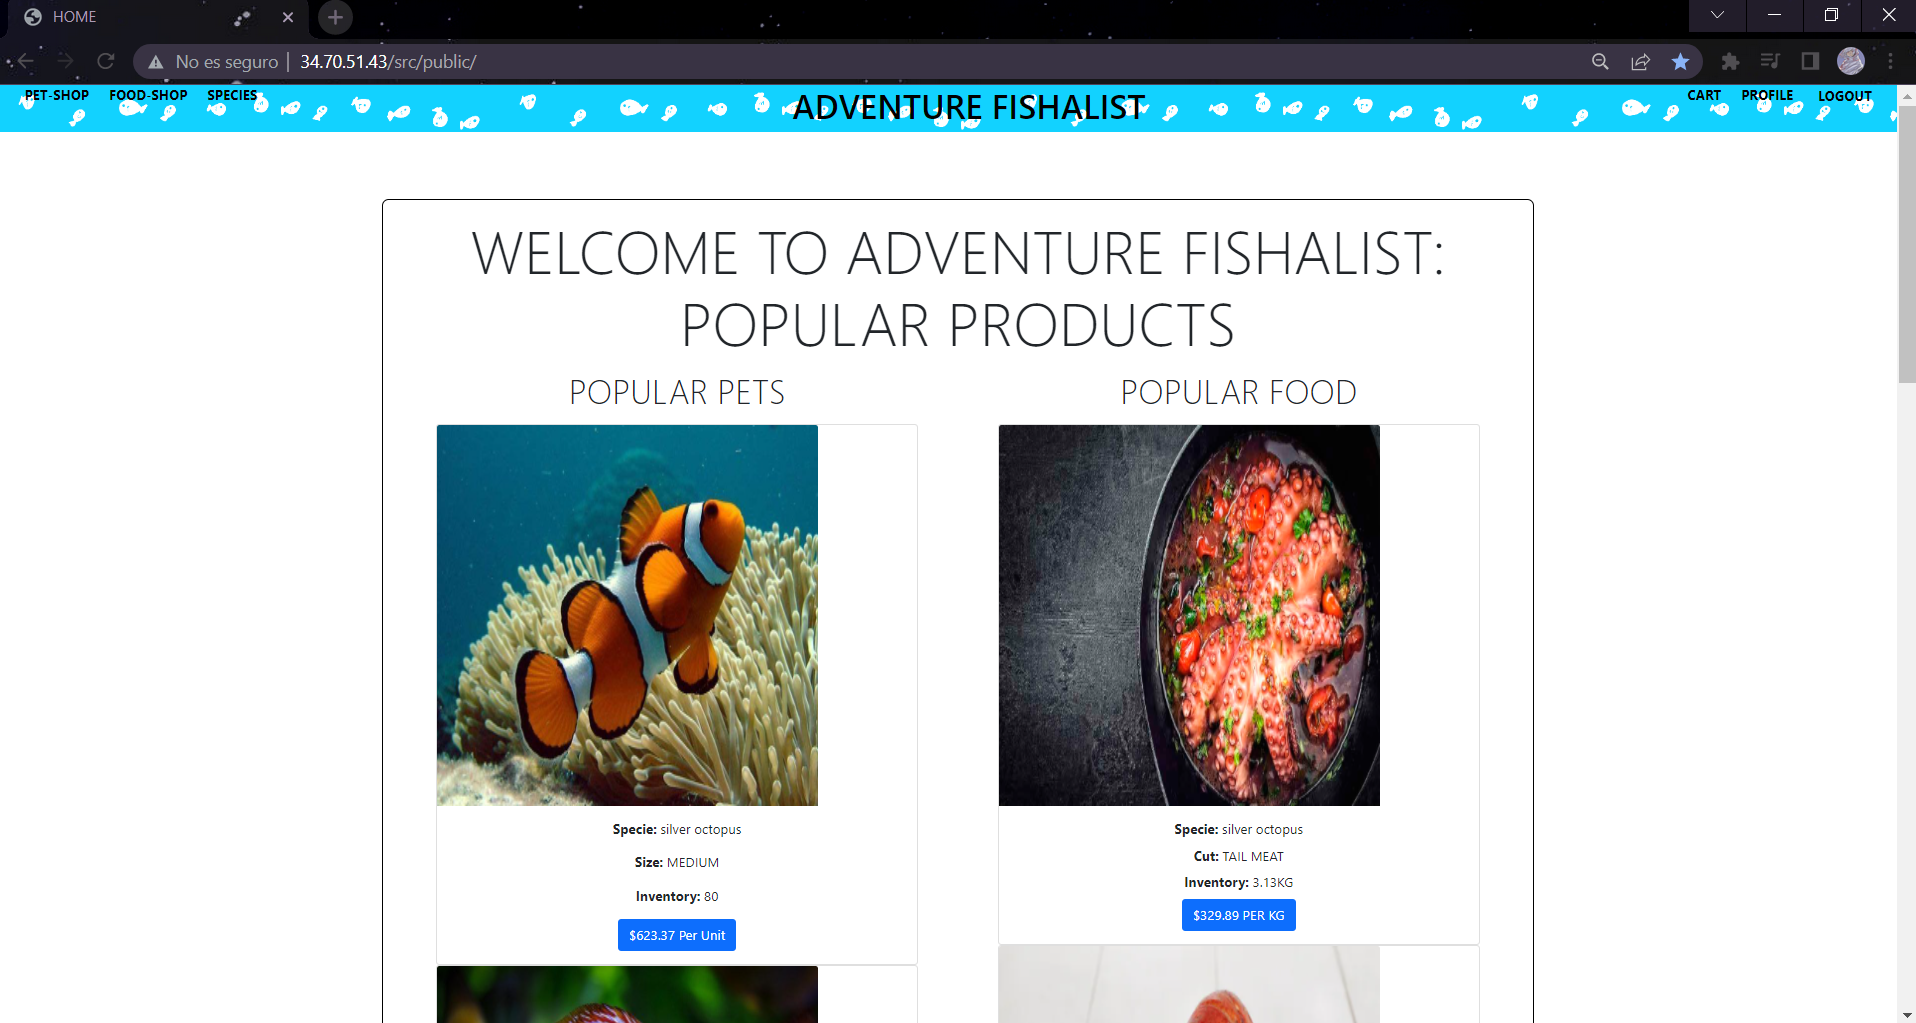 HOME
No es seguro | 34.70.51.43/src/public/
PET-SHOP FOOD-SHOP SPECIES ADVENTURE FISHALIST CART PROFILE LOGOUT
WELCOME TO ADVENTURE FISHALIST:
POPULAR PRODUCTS
POPULAR PETS
Specie: silver octopus
Size: MEDIUM
Inventory: 80
$623.37 Per Unit
POPULAR FOOD
Specie: silver octopus
Cut: TAIL MEAT
Inventory: 3.13KG
$329.89 PER KG